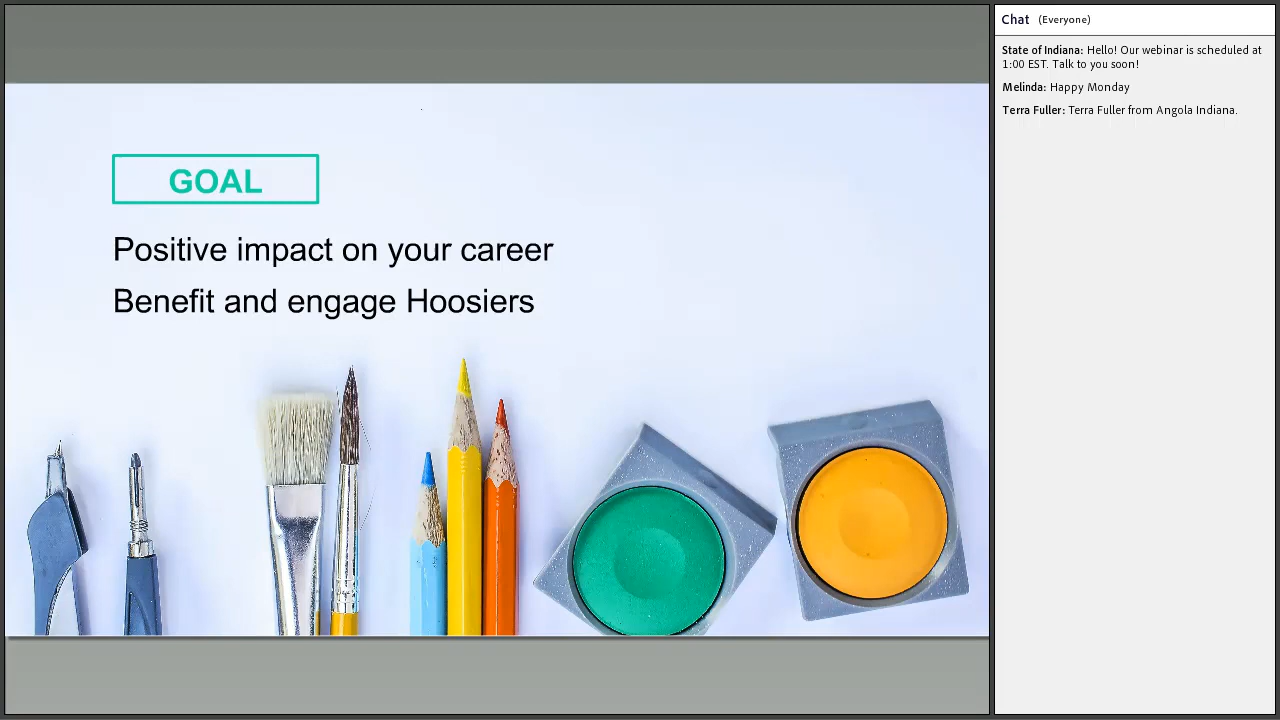 GOAL
Positive impact on your career
Benefit and engage Hoosiers
Chat (Everyone)
State of Indiana: Hello! Our webinar is scheduled at
1:00 EST. Talk to you soon!
Melinda: Happy Monday
Terra Fuller: Terra Fuller from Angola Indiana.